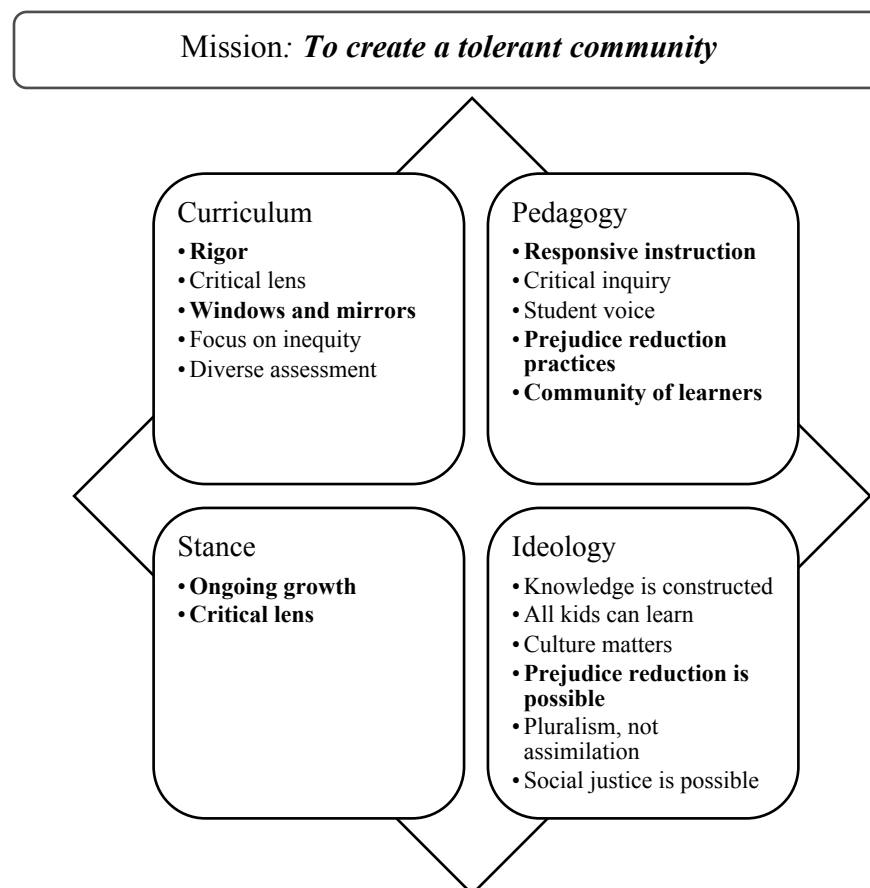 Mission: To create a tolerant community
Curriculum
• Rigor
• Critical lens
• Windows and mirrors
• Focus on inequity
• Diverse assessment
Pedagogy
• Responsive instruction
• Critical inquiry
• Student voice
• Prejudice reduction
practices
• Community of learners
Stance
• Ongoing growth
• Critical lens
Ideology
• Knowledge is constructed
• All kids can learn
• Culture matters
• Prejudice reduction is
possible
• Pluralism, not
assimilation
• Social justice is possible